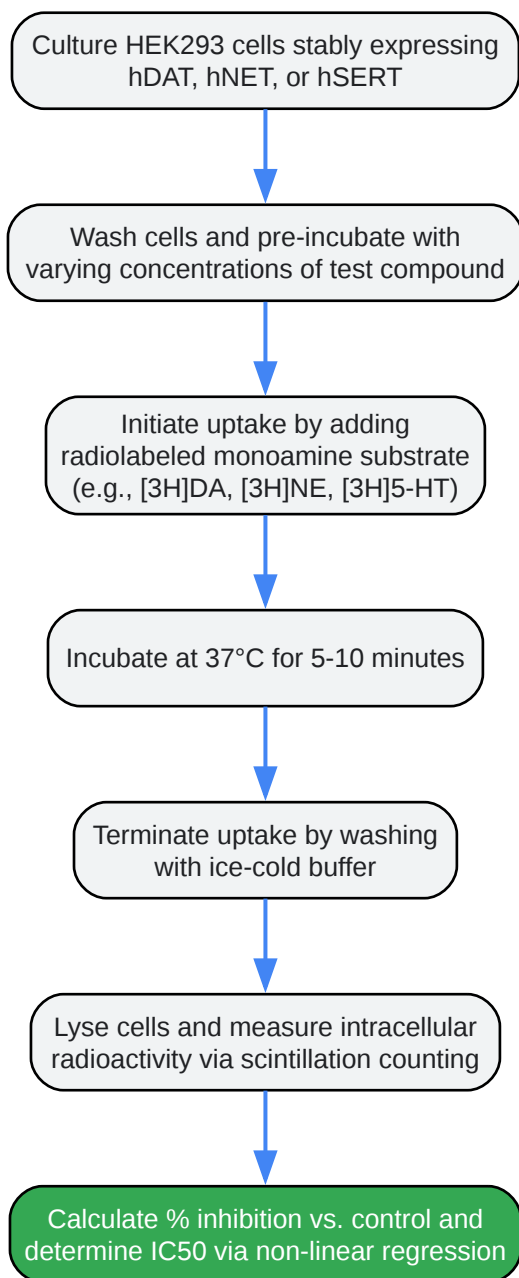 Culture HEK293 cells stably expressing
hDAT, hNET, or hSERT
Wash cells and pre-incubate with
varying concentrations of test compound
Initiate uptake by adding
radiolabeled monoamine substrate
(e.g., [3H]DA, [3H]NE, [3H]5-HT)
Incubate at 37°C for 5-10 minutes
Terminate uptake by washing
with ice-cold buffer
Lyse cells and measure intracellular
radioactivity via scintillation counting
Calculate % inhibition vs. control and
determine IC50 via non-linear regression